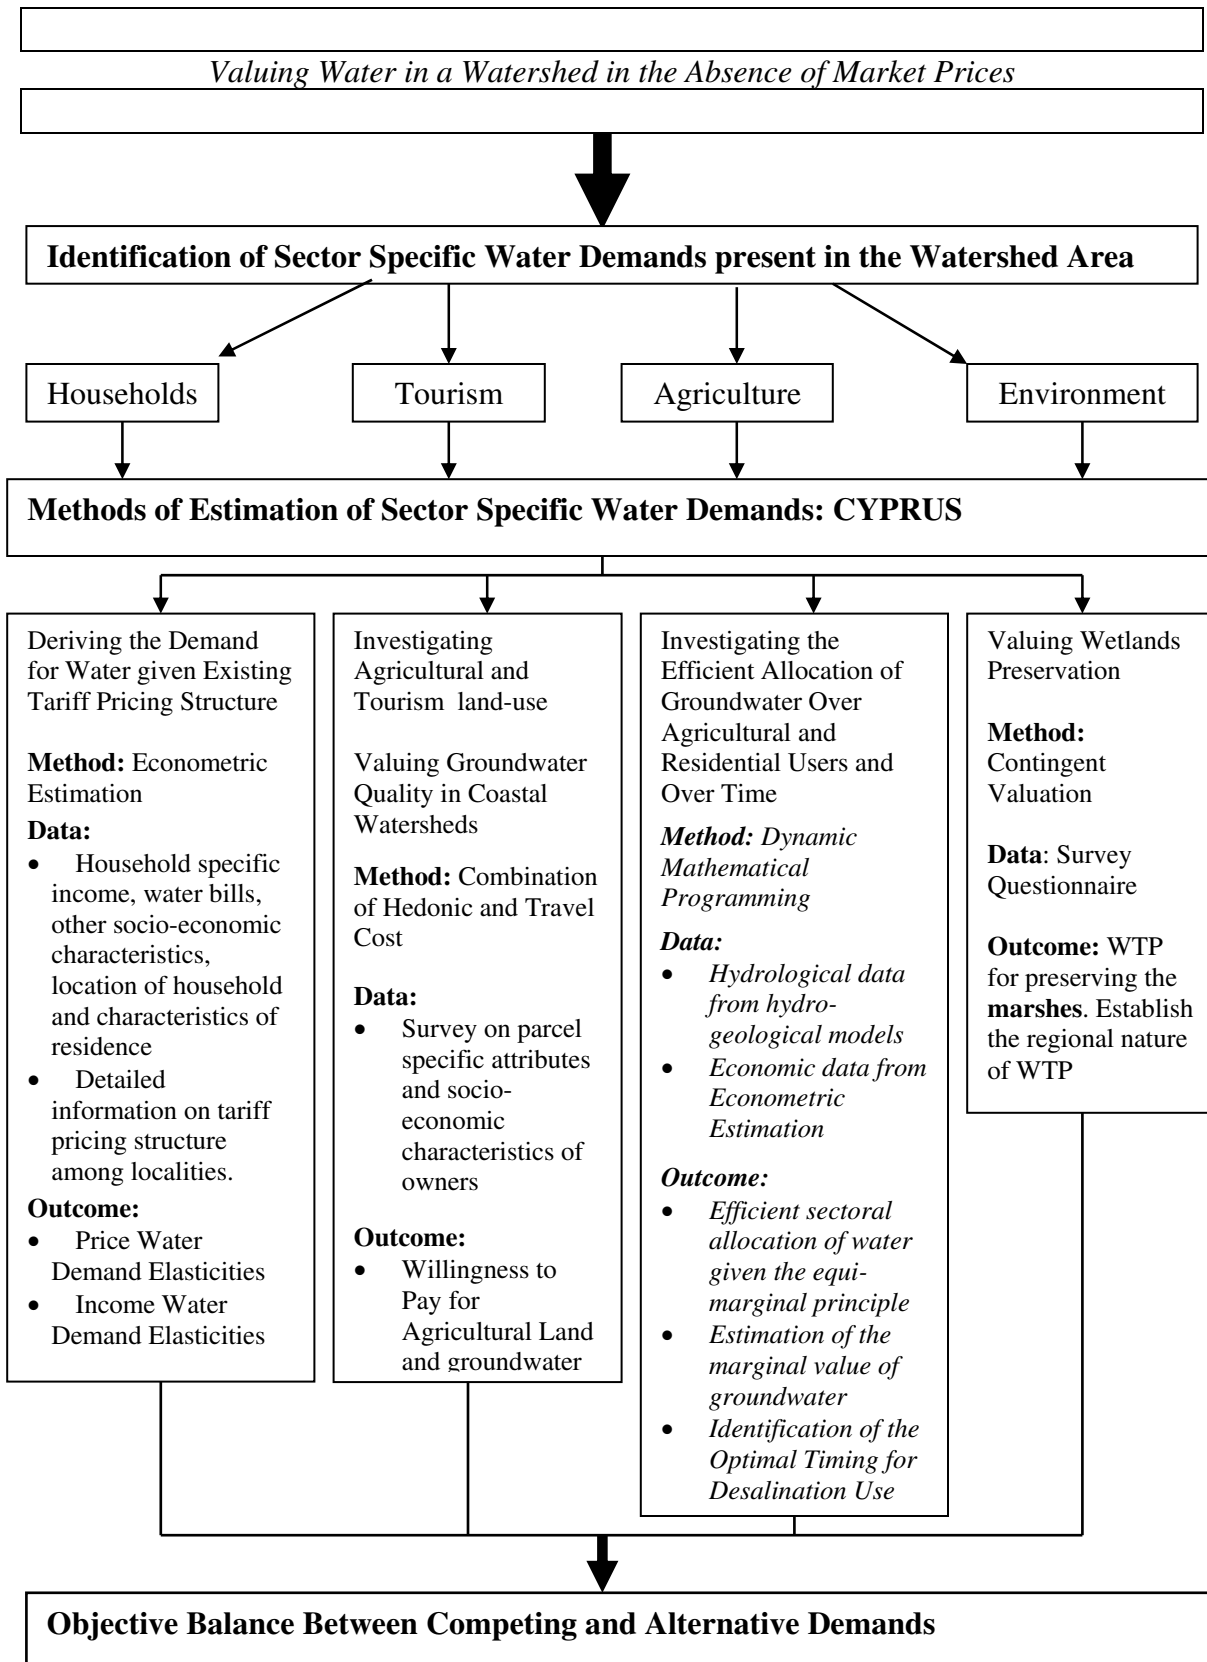 Valuing Water in a Watershed in the Absence of Market Prices
Identification of Sector Specific Water Demands present in the Watershed Area
Households
Tourism
Agriculture
Environment
Methods of Estimation of Sector Specific Water Demands: CYPRUS
Deriving the Demand
for Water given Existing
Tariff Pricing Structure
Method: Econometric
Estimation
Data:
• Household specific
income, water bills,
other socio-economic
characteristics,
location of household
and characteristics of
residence
• Detailed
information on tariff
pricing structure
among localities.
Outcome:
• Price Water
Demand Elasticities
• Income Water
Demand Elasticities
Investigating
Agricultural and
Tourism land-use
Valuing Groundwater
Quality in Coastal
Watersheds
Method: Combination
of Hedonic and Travel
Cost
Data:
• Survey on parcel
specific attributes
and socio-
economic
characteristics of
owners
Outcome:
• Willingness to
Pay for
Agricultural Land
and groundwater
Investigating the
Efficient Allocation of
Groundwater Over
Agricultural and
Residential Users and
Over Time
Method: Dynamic
Mathematical
Programming
Data:
• Hydrological data
from hydro-
geological models
• Economic data from
Econometric
Estimation
Outcome:
• Efficient sectoral
allocation of water
given the equi-
marginal principle
• Estimation of the
marginal value of
groundwater
• Identification of the
Optimal Timing for
Desalination Use
Valuing Wetlands
Preservation
Method:
Contingent
Valuation
Data: Survey
Questionnaire
Outcome: WTP
for preserving the
marshes. Establish
the regional nature
of WTP
Objective Balance Between Competing and Alternative Demands